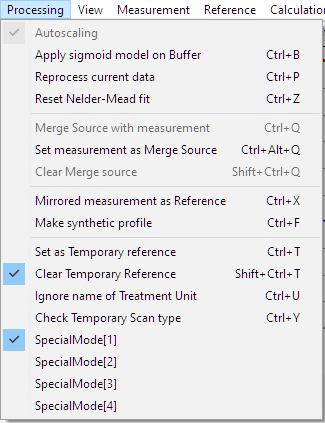 Processing View Measurement Reference Calculation
Autoscaling
Apply sigmoid model on Buffer Ctrl+B
Reprocess current data Ctrl+P
Reset Nelder-Mead fit Ctrl+Z
Merge Source with measurement Ctrl+Q
Set measurement as Merge Source Ctrl+Alt+Q
Clear Merge source Shift+Ctrl+Q
Mirrored measurement as Reference Ctrl+X
Make synthetic profile Ctrl+F
Set as Temporary reference Ctrl+T
Clear Temporary Reference Shift+Ctrl+T
Ignore name of Treatment Unit Ctrl+U
Check Temporary Scan type Ctrl+Y
SpecialMode[1]
SpecialMode[2]
SpecialMode[3]
SpecialMode[4]